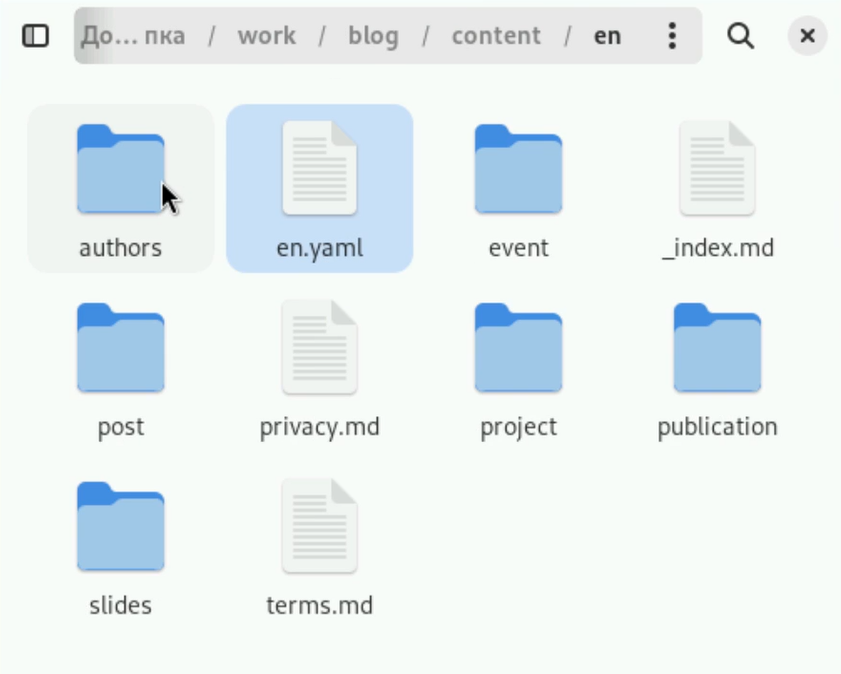 До... пка / work / blog / content / en
authors en.yaml event _index.md
post privacy.md project publication
slides terms.md